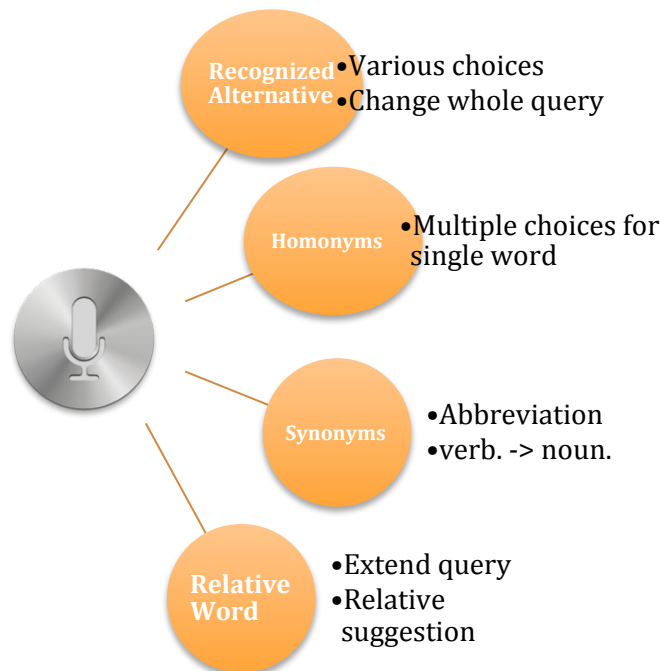 Recognized
Alternative
•Various choices
•Change whole query
Homonyms
•Multiple choices for
single word
Synonyms
•Abbreviation
•verb. -> noun.
Relative
Word
•Extend query
•Relative
suggestion